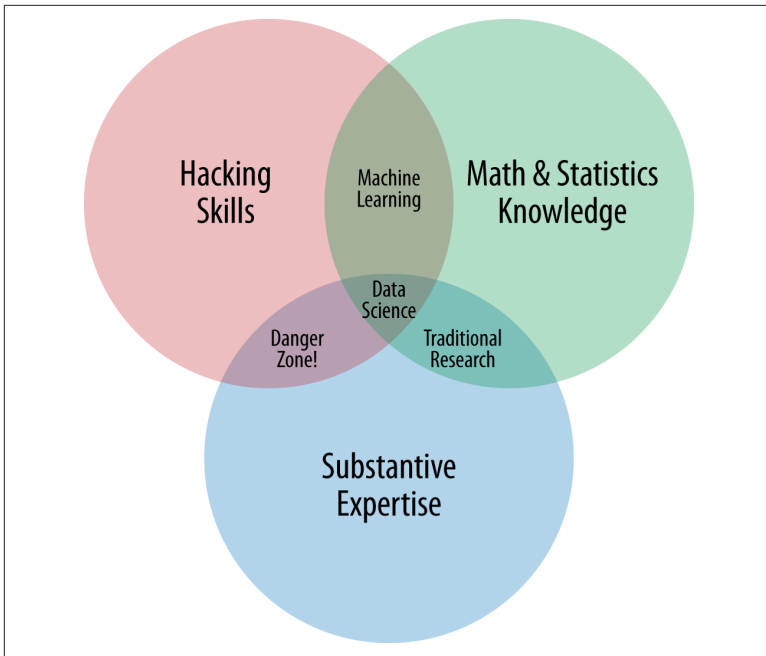 Hacking
Skills
Machine
Learning
Math & Statistics
Knowledge
Data
Science
Danger
Zone!
Traditional
Research
Substantive
Expertise